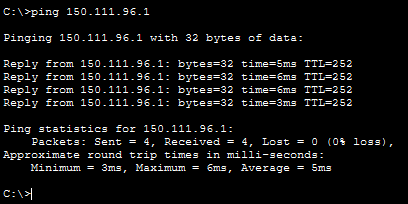 C:\>ping 150.111.96.1
Pinging 150.111.96.1 with 32 bytes of data:
Reply from 150.111.96.1: bytes=32 time=5ms TTL=252
Reply from 150.111.96.1: bytes=32 time=6ms TTL=252
Reply from 150.111.96.1: bytes=32 time=6ms TTL=252
Reply from 150.111.96.1: bytes=32 time=3ms TTL=252
Ping statistics for 150.111.96.1:
    Packets: Sent = 4, Received = 4, Lost = 0 (0% loss),
Approximate round trip times in milli-seconds:
    Minimum = 3ms, Maximum = 6ms, Average = 5ms
C:\>